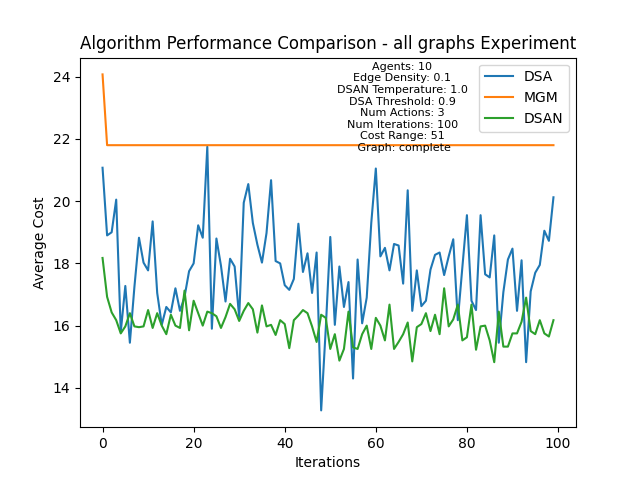 Algorithm Performance Comparison - all graphs Experiment
Agents: 10
Edge Density: 0.1
DSAN Temperature: 1.0
DSA Threshold: 0.9
Num Actions: 3
Num Iterations: 100
Cost Range: 51
Graph: complete
DSA
MGM
DSAN
Average Cost
24
22
20
18
16
14
0
20
40
60
80
100
Iterations